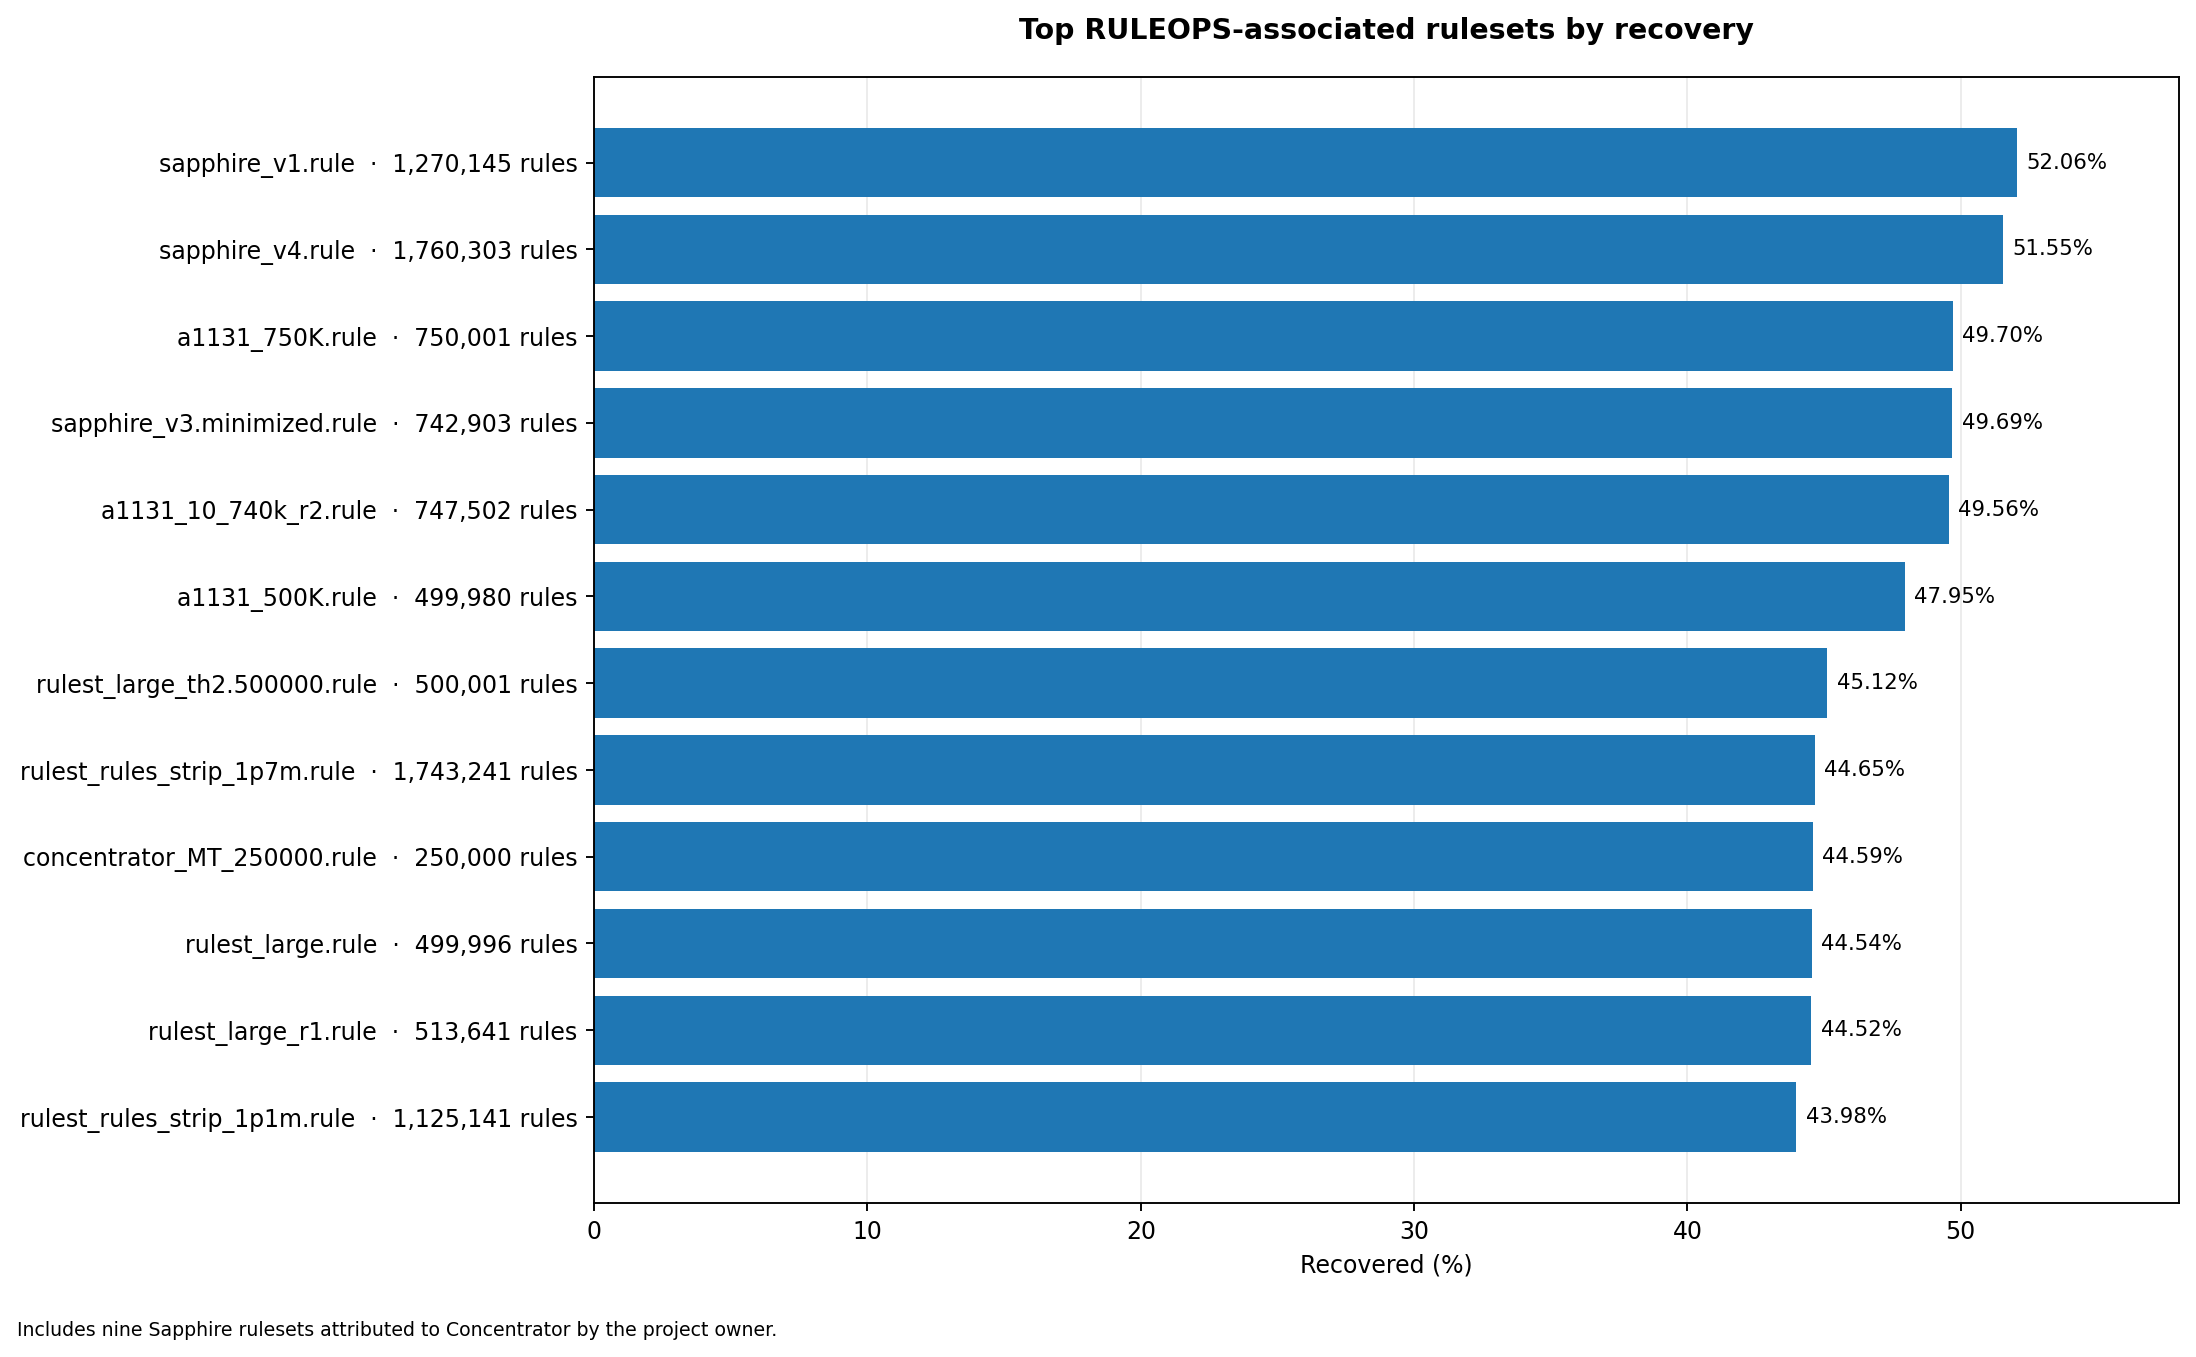 Top RULEOPS-associated rulesets by recovery
sapphire_v1.rule · 1,270,145 rules 52.06%
sapphire_v4.rule · 1,760,303 rules 51.55%
a1131_750K.rule · 750,001 rules 49.70%
sapphire_v3.minimized.rule · 742,903 rules 49.69%
a1131_10_740k_r2.rule · 747,502 rules 49.56%
a1131_500K.rule · 499,980 rules 47.95%
rulest_large_th2.500000.rule · 500,001 rules 45.12%
rulest_rules_strip_1p7m.rule · 1,743,241 rules 44.65%
concentrator_MT_250000.rule · 250,000 rules 44.59%
rulest_large.rule · 499,996 rules 44.54%
rulest_large_r1.rule · 513,641 rules 44.52%
rulest_rules_strip_1p1m.rule · 1,125,141 rules 43.98%
0 10 20 30 40 50
Recovered (%)
Includes nine Sapphire rulesets attributed to Concentrator by the project owner.